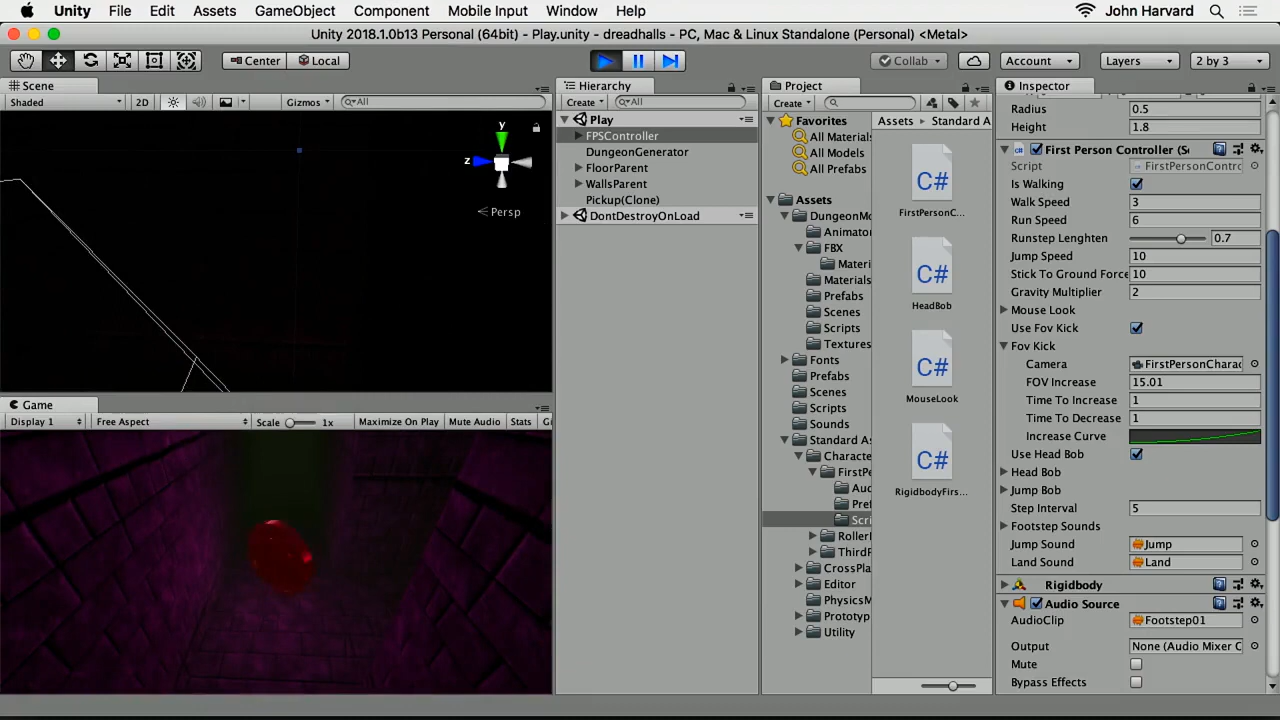 Unity File Edit Assets GameObject Component Mobile Input Window Help John Harvard
Unity 2018.1.0b13 Personal (64bit) - Play.unity - dreadhalls - PC, Mac & Linux Standalone (Personal) <Metal>
Center Local Collab Account Layers 2 by 3
Scene
Shaded 2D Gizmos All
y
z
Persp
Game
Display 1 Free Aspect Scale 1x Maximize On Play Mute Audio Stats Gi
Hierarchy
Create All
Play
FPSController
DungeonGenerator
FloorParent
WallsParent
Pickup(Clone)
DontDestroyOnLoad
Project
Create
Favorites
All Materials
All Models
All Prefabs
Assets
DungeonMo
Animator
FBX
Materi
Materials
Prefabs
Scenes
Scripts
Textures
Fonts
Prefabs
Scenes
Scripts
Sounds
Standard As
Characte
FirstPe
Aud
Pref
Scri
RollerI
ThirdP
CrossPla
Editor
PhysicsM
Prototyp
Utility
Assets Standard A
C#
FirstPersonC...
C#
HeadBob
C#
MouseLook
C#
RigidbodyFirs...
Inspector
Radius 0.5
Height 1.8
First Person Controller (Sc
Script FirstPersonContro
Is Walking
Walk Speed 3
Run Speed 6
Runstep Lenghten 0.7
Jump Speed 10
Stick To Ground Force 10
Gravity Multiplier 2
Mouse Look
Use Fov Kick
Fov Kick
Camera FirstPersonCharac
FOV Increase 15.01
Time To Increase 1
Time To Decrease 1
Increase Curve
Use Head Bob
Head Bob
Jump Bob
Step Interval 5
Footstep Sounds
Jump Sound Jump
Land Sound Land
Rigidbody
Audio Source
AudioClip Footstep01
Output None (Audio Mixer G
Mute
Bypass Effects